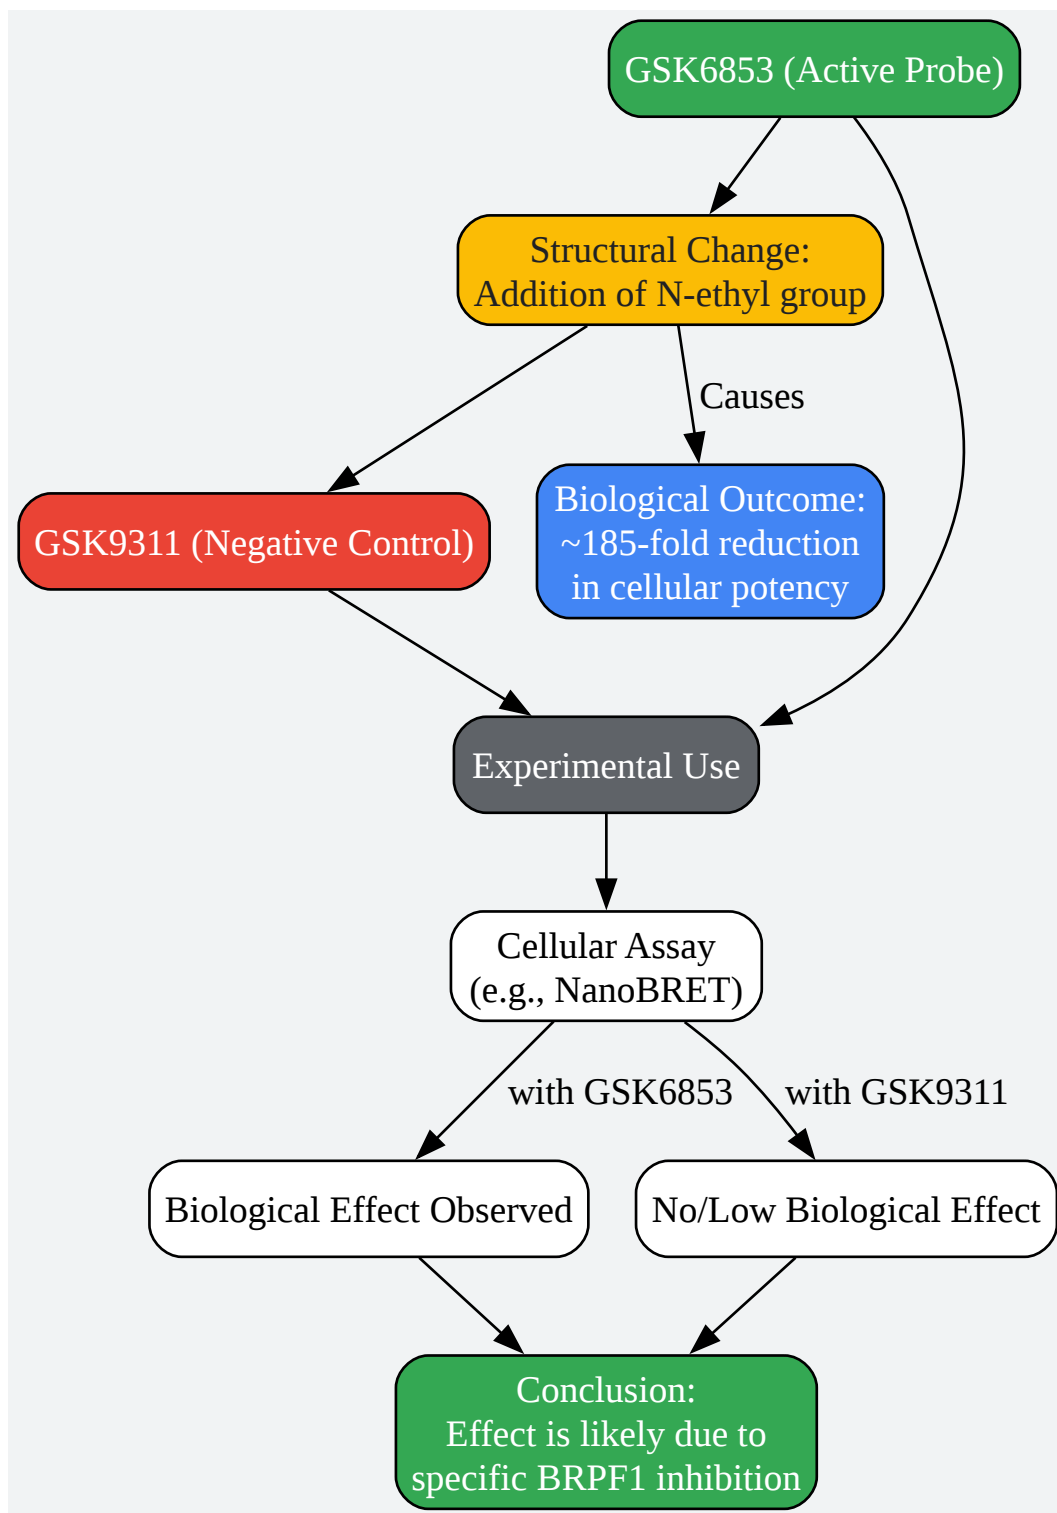 GSK6853 (Active Probe)
Structural Change:
Addition of N-ethyl group
Causes
GSK9311 (Negative Control)
Biological Outcome:
~185-fold reduction
in cellular potency
Experimental Use
Cellular Assay
(e.g., NanoBRET)
with GSK6853
with GSK9311
Biological Effect Observed
No/Low Biological Effect
Conclusion:
Effect is likely due to
specific BRPF1 inhibition